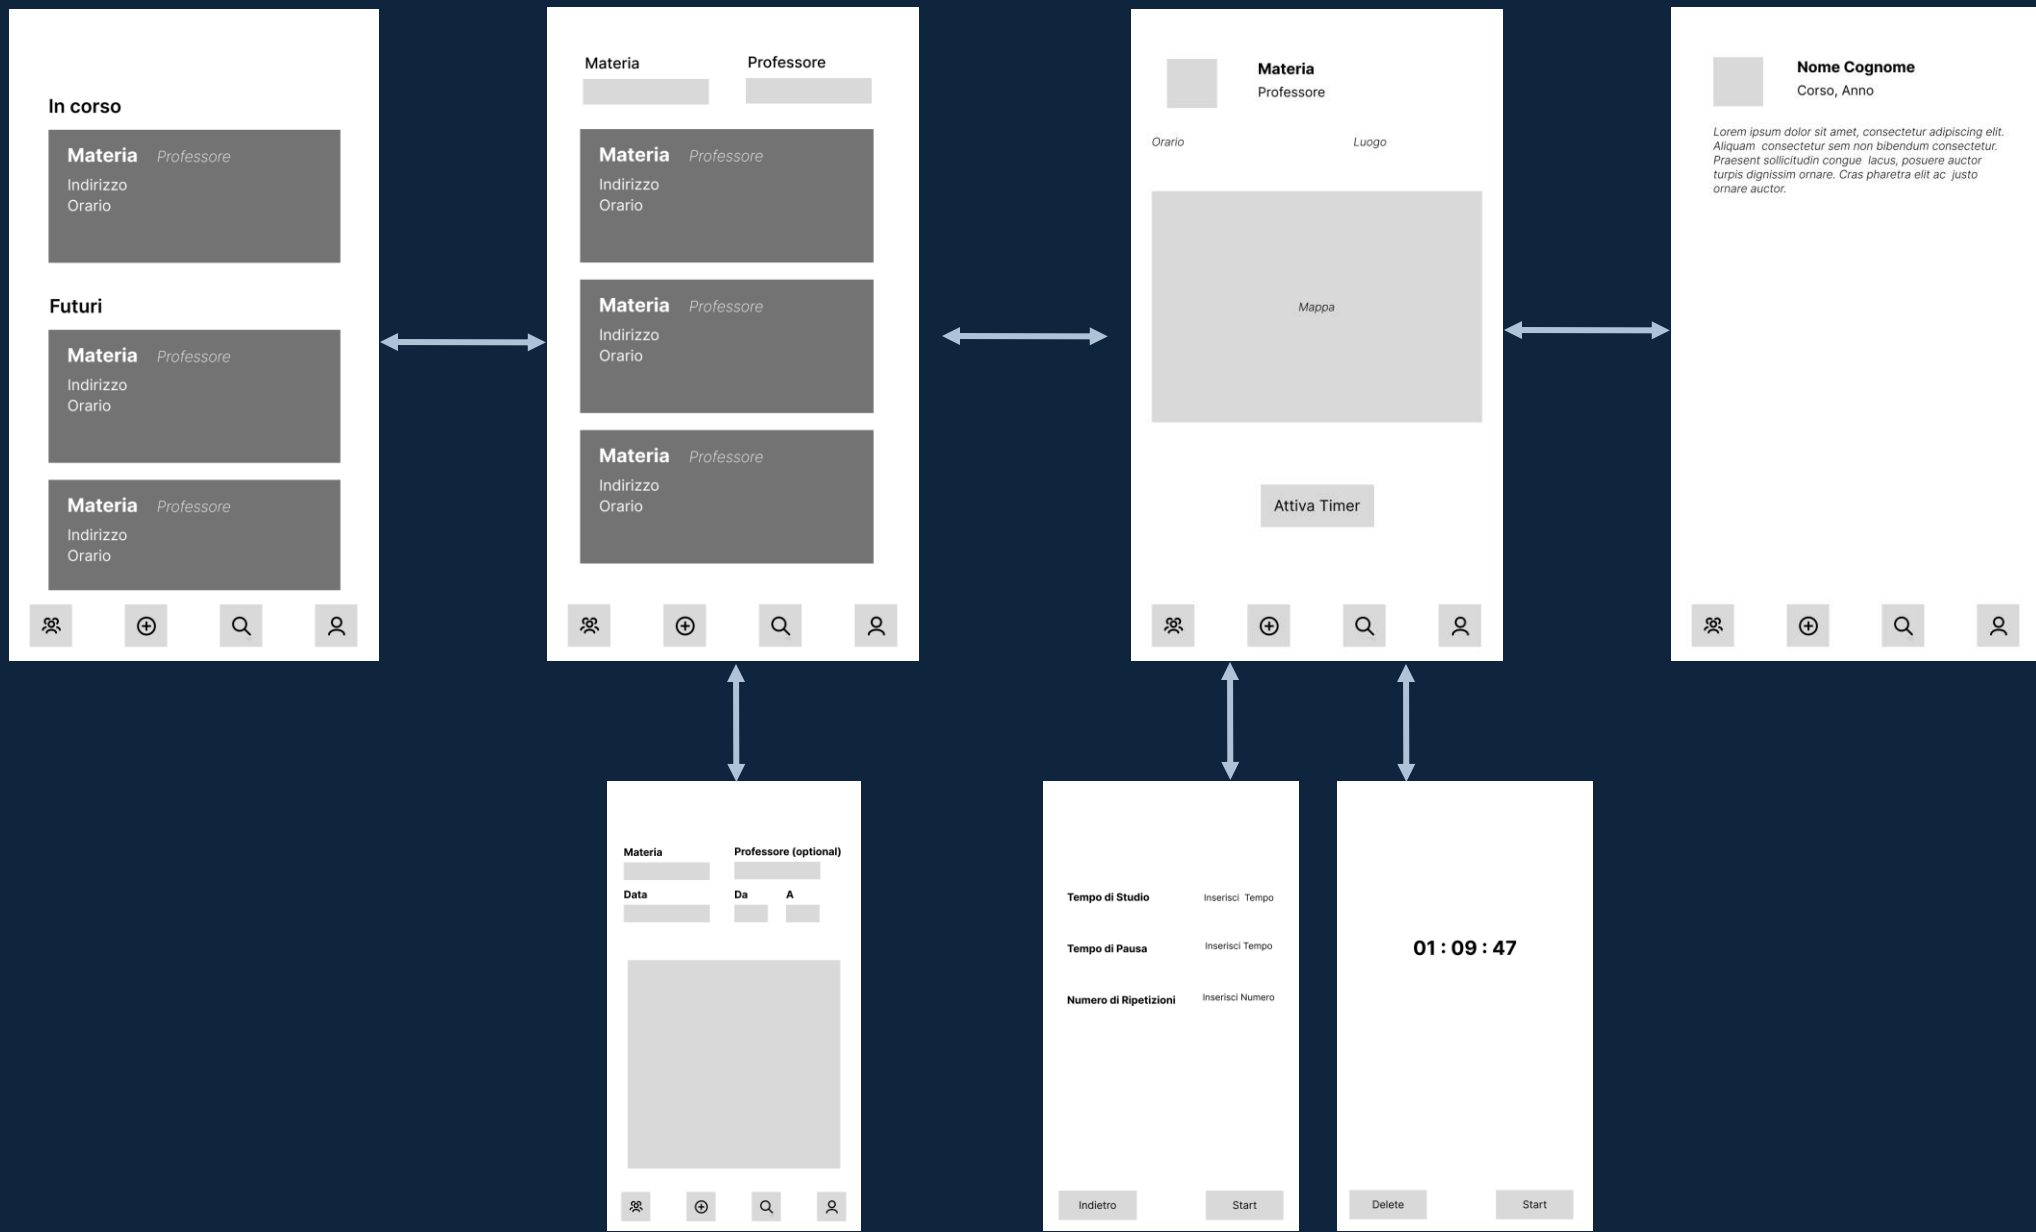 In corso
Materia Professore
Indirizzo
Orario
Futuri
Materia Professore
Indirizzo
Orario
Materia Professore
Indirizzo
Orario
Materia Professore
Materia Professore
Indirizzo
Orario
Materia Professore
Indirizzo
Orario
Materia Professore
Indirizzo
Orario
Materia
Professore
Orario Luogo
Mappa
Attiva Timer
Nome Cognome
Corso, Anno
Lorem ipsum dolor sit amet, consectetur adipiscing elit.
Aliquam consectetur sem non bibendum consectetur.
Praesent sollicitudin congue lacus, posuere auctor
turpis dignissim ornare. Cras pharetra elit ac justo
ornare auctor.
Materia Professore (optional)
Data Da A
Tempo di Studio Inserisci Tempo
Tempo di Pausa Inserisci Tempo
Numero di Ripetizioni Inserisci Numero
Indietro Start
01 : 09 : 47
Delete Start